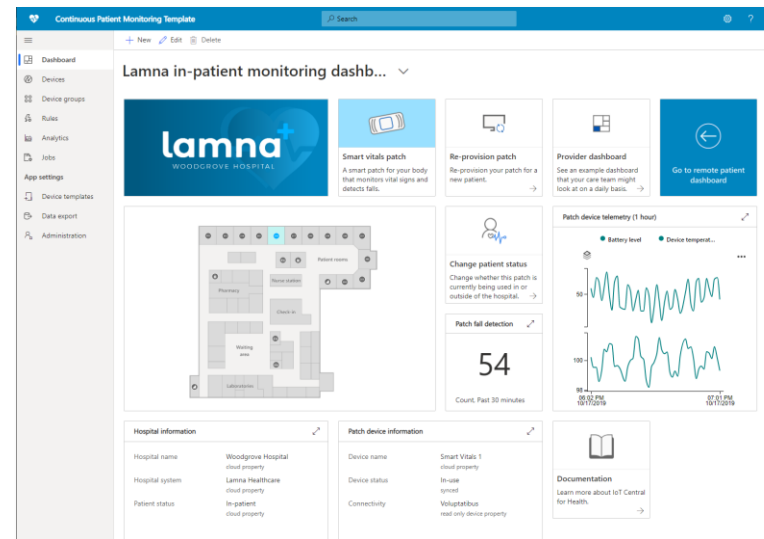 Continuous Patient Monitoring Template
Search
?
New
Edit
Delete
Dashboard
Devices
Device groups
Rules
Analytics
Jobs
App settings
Device templates
Data export
Administration
Lamna in-patient monitoring dashb...
lamna
WOODGROVE HOSPITAL
Smart vitals patch
A smart patch for your body
that monitors vital signs and
detects falls.
Re-provision patch
Re-provision your patch for a
new patient.
Provider dashboard
See an example dashboard
that your care team might
look at on a daily basis.
Go to remote patient
dashboard
Patient rooms
Nurse station
Pharmacy
Check in
Waiting
area
Laboratories
Change patient status
Change whether this patch is
currently being used in or
outside of the hospital.
Patch fall detection
54
Count, Past 30 minutes
Patch device telemetry (1 hour)
Battery level
Device temperat...
50
100
98
06:02 PM
10/17/2019
07:01 PM
10/17/2019
Hospital information
Hospital name
Woodgrove Hospital
cloud property
Hospital system
Lamna Healthcare
cloud property
Patient status
In-patient
cloud property
Patch device information
Device name
Smart Vitals 1
cloud property
Device status
In-use
synced
Connectivity
Voluptatibus
read only device property
Documentation
Learn more about IoT Central
for Health.